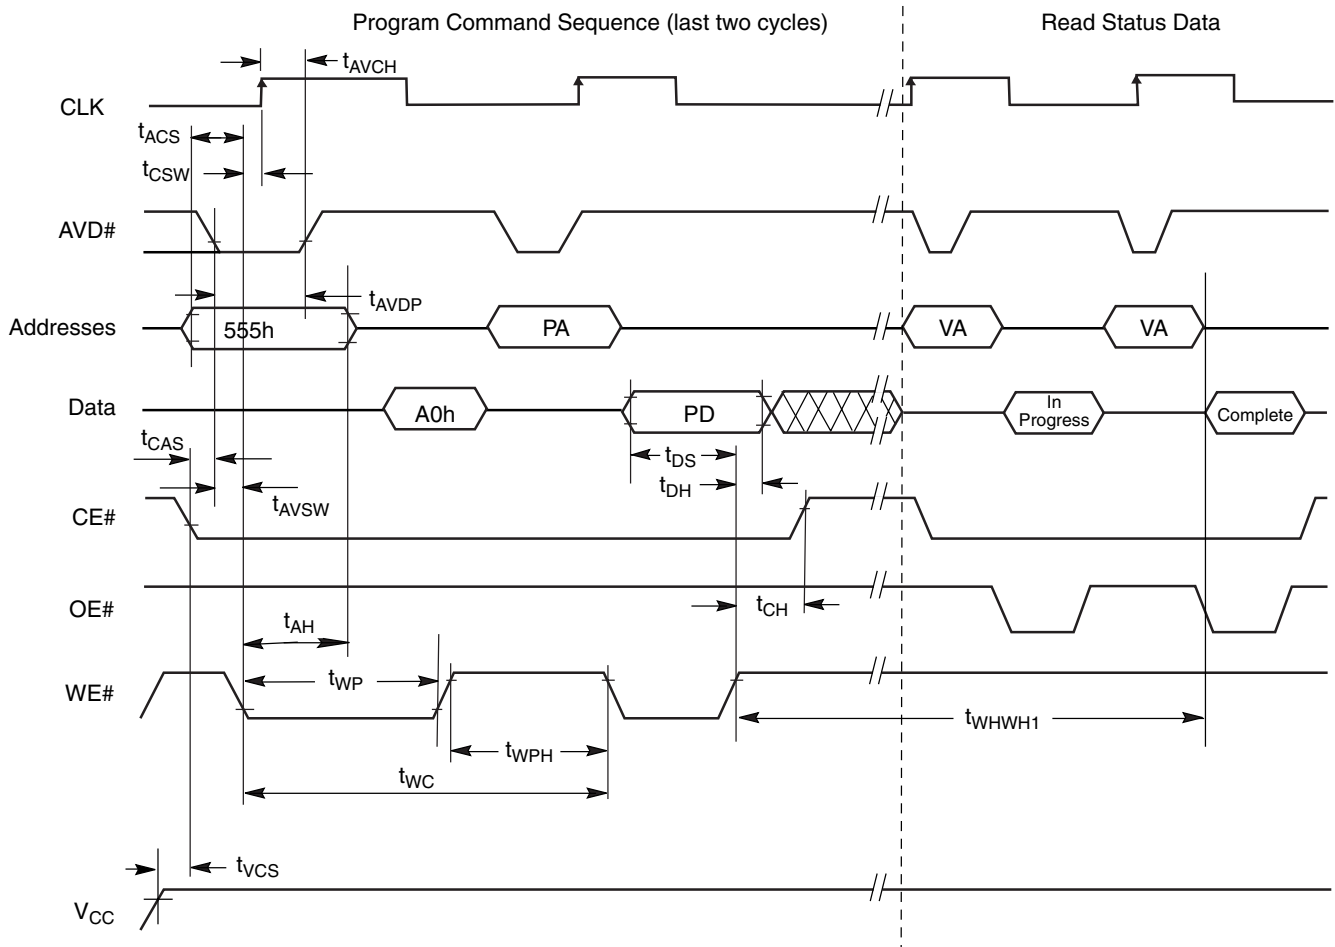 Program Command Sequence (last two cycles)
Read Status Data
tAVCH
CLK
tACS
tCSW
AVD#
tAVDP
Addresses
555h
PA
VA
VA
Data
A0h
PD
In
Progress
Complete
tCAS
tDS
tDH
tAVSW
CE#
OE#
tCH
tAH
WE#
tWP
tWHWH1
tWPH
tWC
tVCS
VCC